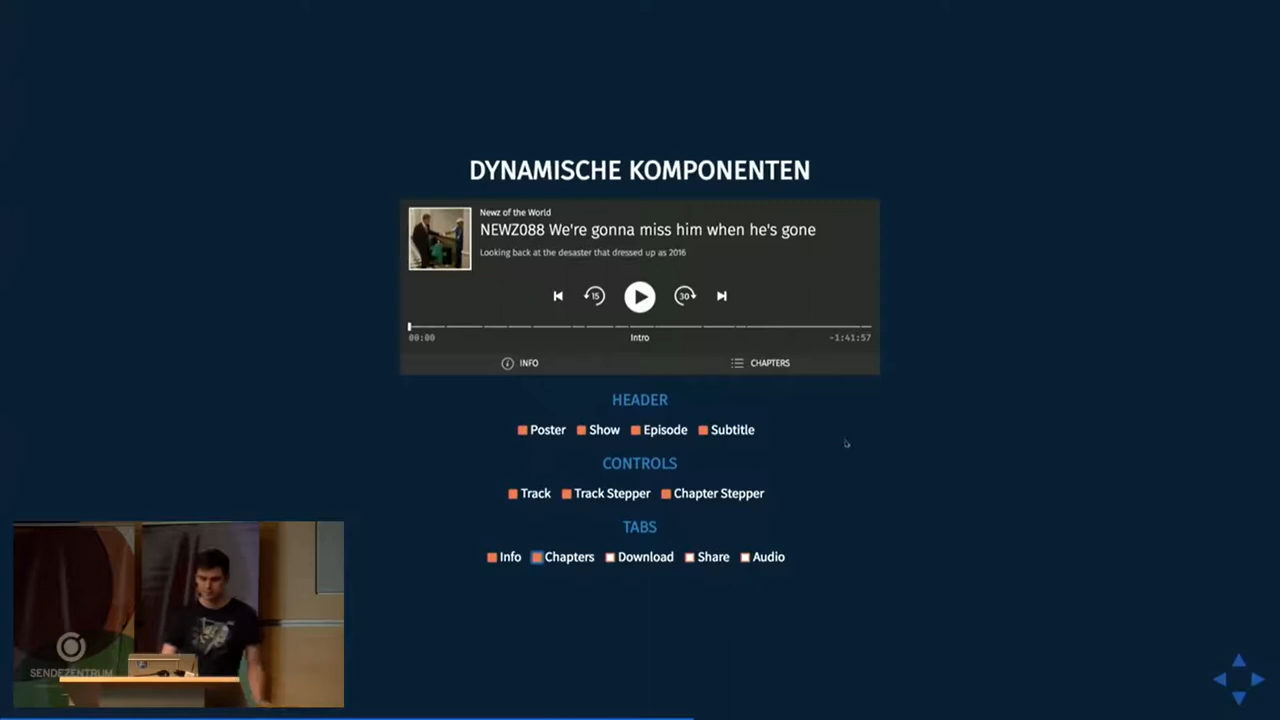 DYNAMISCHE KOMPONENTEN
Newz of the World
NEWZ088 We're gonna miss him when he's gone
Looking back at the desaster that dressed up as 2016
15
30
00:00 Intro -1:41:57
INFO CHAPTERS
HEADER
Poster Show Episode Subtitle
CONTROLS
Track Track Stepper Chapter Stepper
TABS
Info Chapters Download Share Audio
SENDEZENTRUM